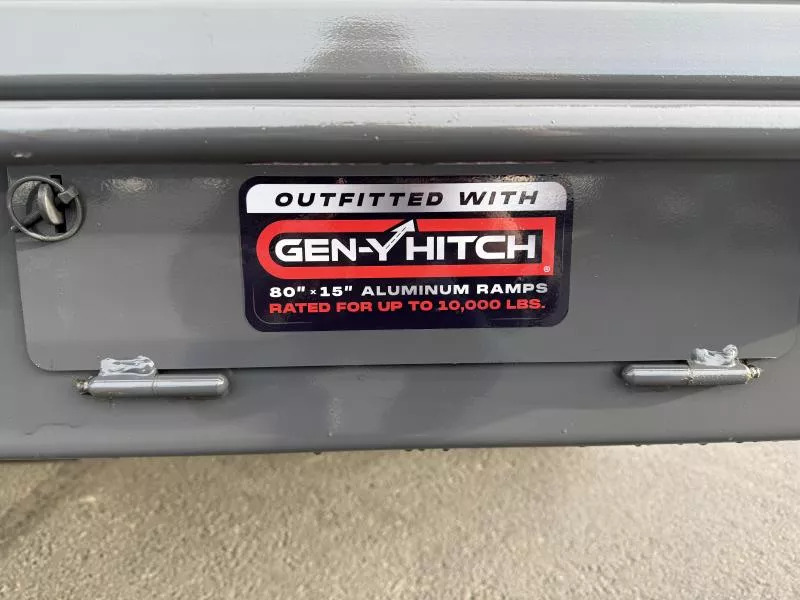 OUTFITTED WITH
GEN-Y HITCH®
80" x 15" ALUMINUM RAMPS
RATED FOR UP TO 10,000 LBS.